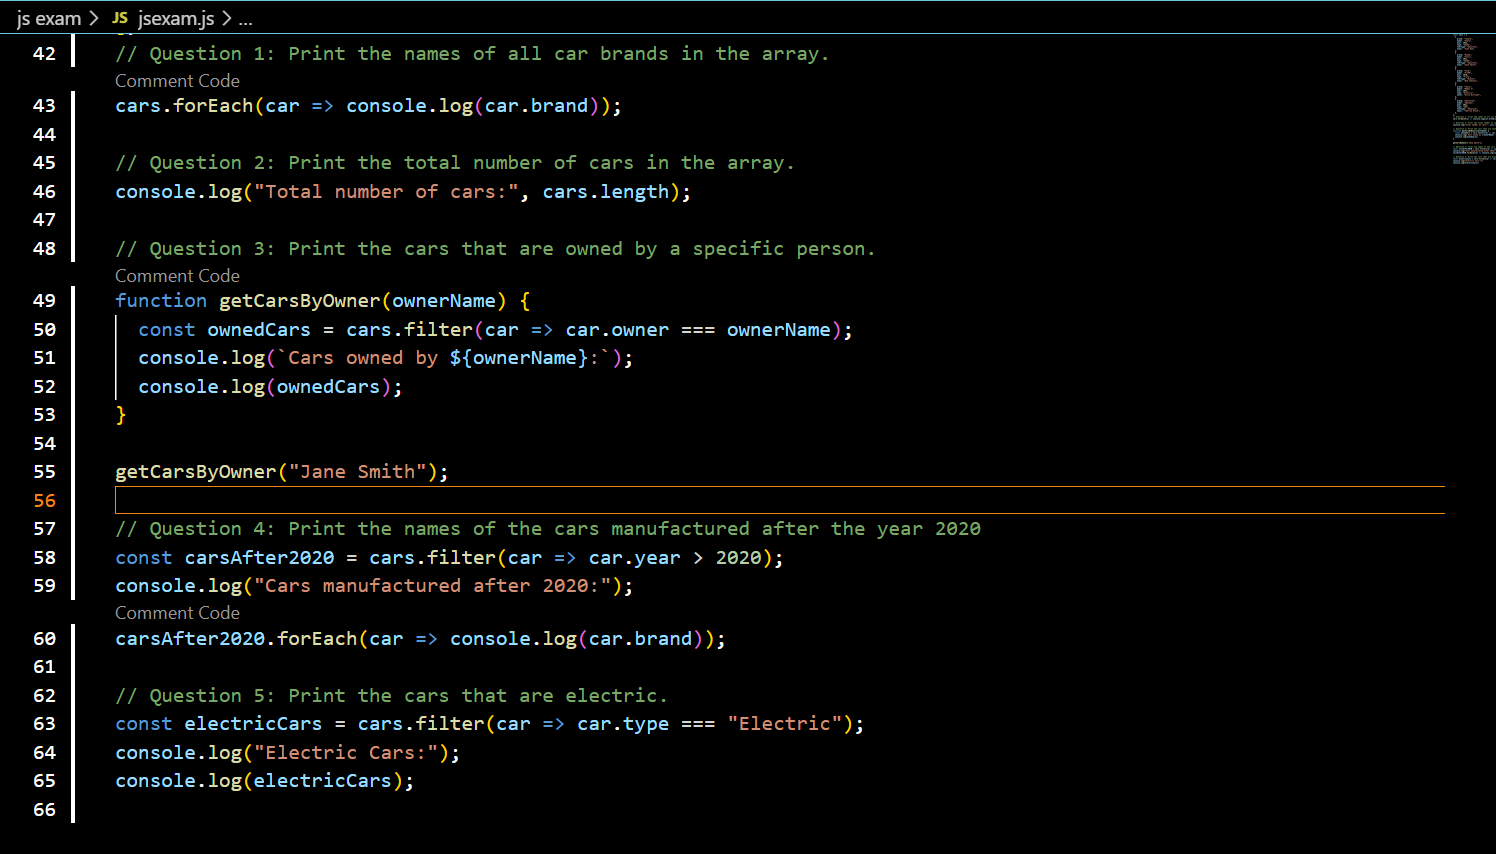 js exam > JS jsexam.js > ...
42 // Question 1: Print the names of all car brands in the array.
Comment Code
43 cars.forEach(car => console.log(car.brand));
44
45 // Question 2: Print the total number of cars in the array.
46 console.log("Total number of cars:", cars.length);
47
48 // Question 3: Print the cars that are owned by a specific person.
Comment Code
49 function getCarsByOwner(ownerName) {
50 const ownedCars = cars.filter(car => car.owner === ownerName);
51 console.log(`Cars owned by ${ownerName}:`);
52 console.log(ownedCars);
53 }
54
55 getCarsByOwner("Jane Smith");
56
57 // Question 4: Print the names of the cars manufactured after the year 2020
58 const carsAfter2020 = cars.filter(car => car.year > 2020);
59 console.log("Cars manufactured after 2020:");
Comment Code
60 carsAfter2020.forEach(car => console.log(car.brand));
61
62 // Question 5: Print the cars that are electric.
63 const electricCars = cars.filter(car => car.type === "Electric");
64 console.log("Electric Cars:");
65 console.log(electricCars);
66